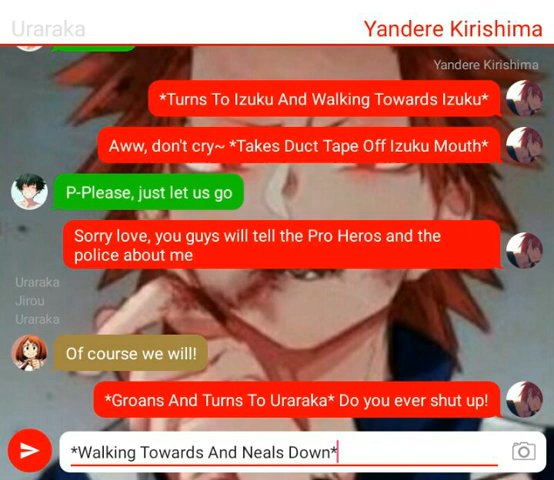 Uraraka
Yandere Kirishima
Yandere Kirishima
*Turns To Izuku And Walking Towards Izuku*
Aww, don't cry~ *Takes Duct Tape Off Izuku Mouth*
P-Please, just let us go
Sorry love, you guys will tell the Pro Heros and the
police about me
Uraraka
Jirou
Uraraka
Of course we will!
*Groans And Turns To Uraraka* Do you ever shut up!
*Walking Towards And Neals Down*